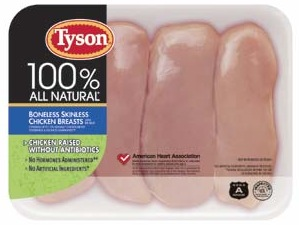 Tyson
100%
ALL NATURAL*
BONELESS SKINLESS
CHICKEN BREASTS
CHICKEN RAISED
WITHOUT ANTIBIOTICS
• NO HORMONES ADMINISTERED**
• NO ARTIFICIAL INGREDIENTS*
American Heart Association
A